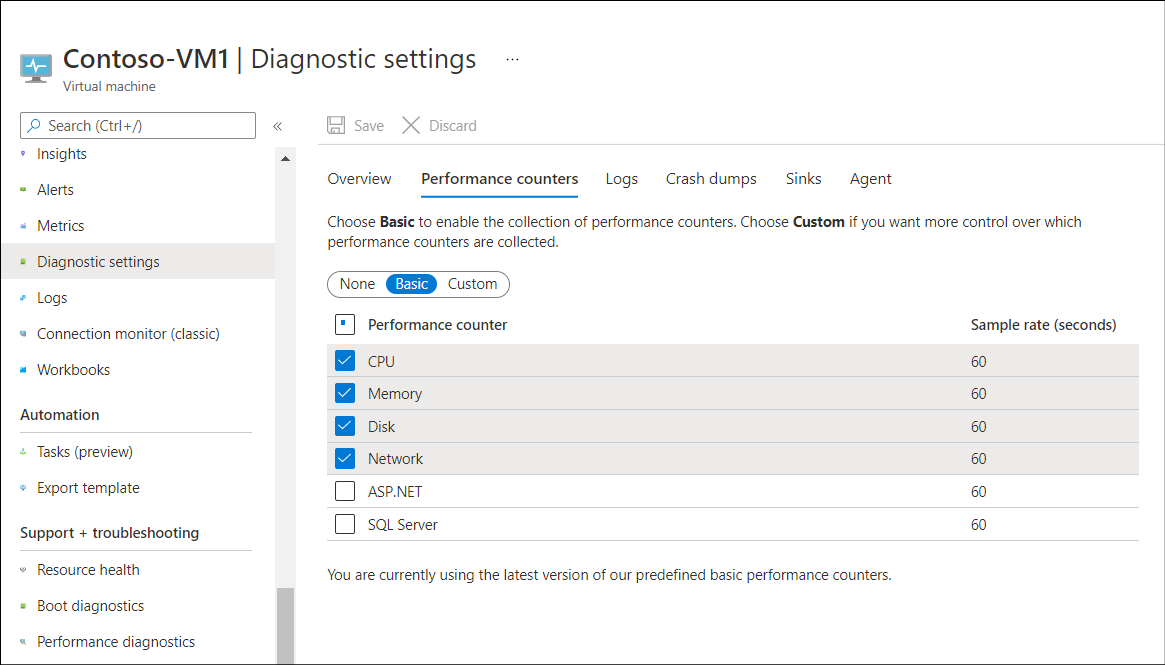 Contoso-VM1 | Diagnostic settings ...
Virtual machine
Search (Ctrl+/)
«
Insights
Alerts
Metrics
Diagnostic settings
Logs
Connection monitor (classic)
Workbooks
Automation
Tasks (preview)
Export template
Support + troubleshooting
Resource health
Boot diagnostics
Performance diagnostics
Save Discard
Overview Performance counters Logs Crash dumps Sinks Agent
Choose Basic to enable the collection of performance counters. Choose Custom if you want more control over which
performance counters are collected.
None Basic Custom
Performance counter Sample rate (seconds)
CPU 60
Memory 60
Disk 60
Network 60
ASP.NET 60
SQL Server 60
You are currently using the latest version of our predefined basic performance counters.